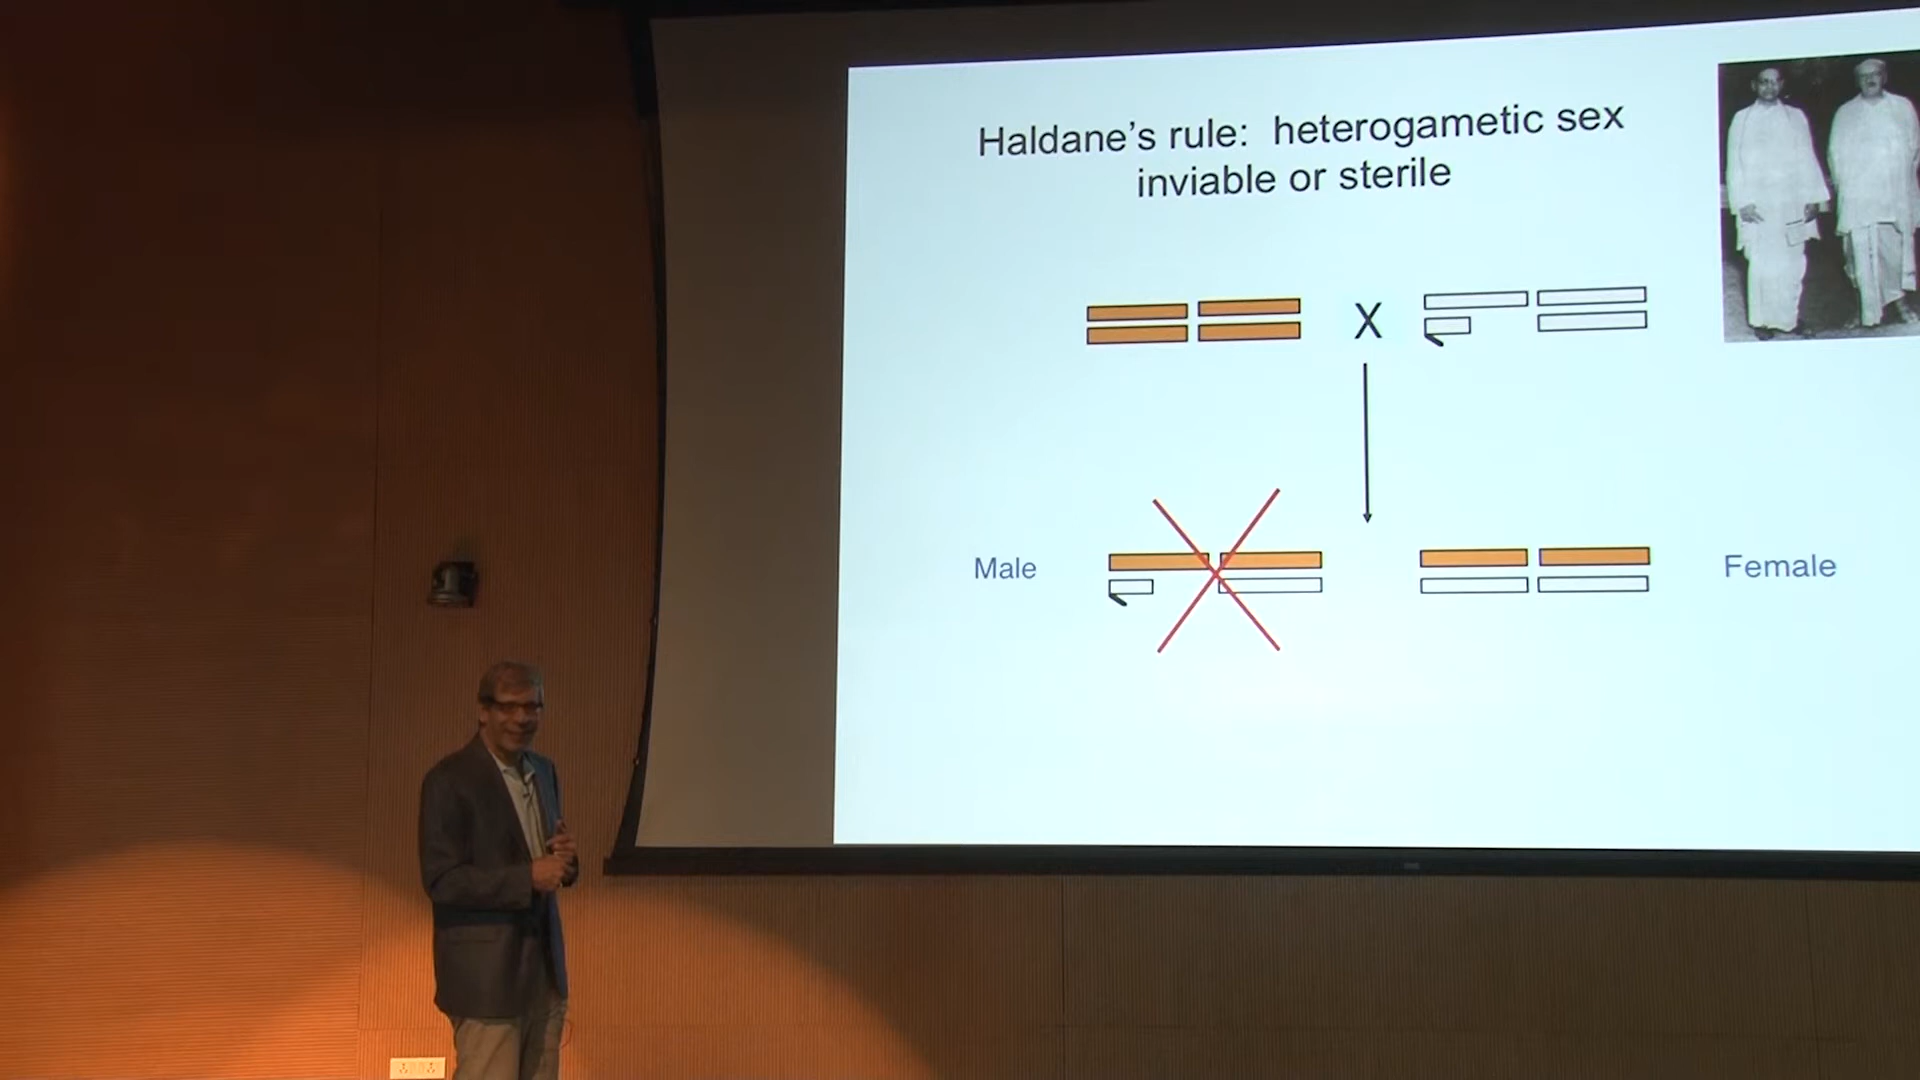 Haldane's rule: heterogametic sex
inviable or sterile
X
Male
Female